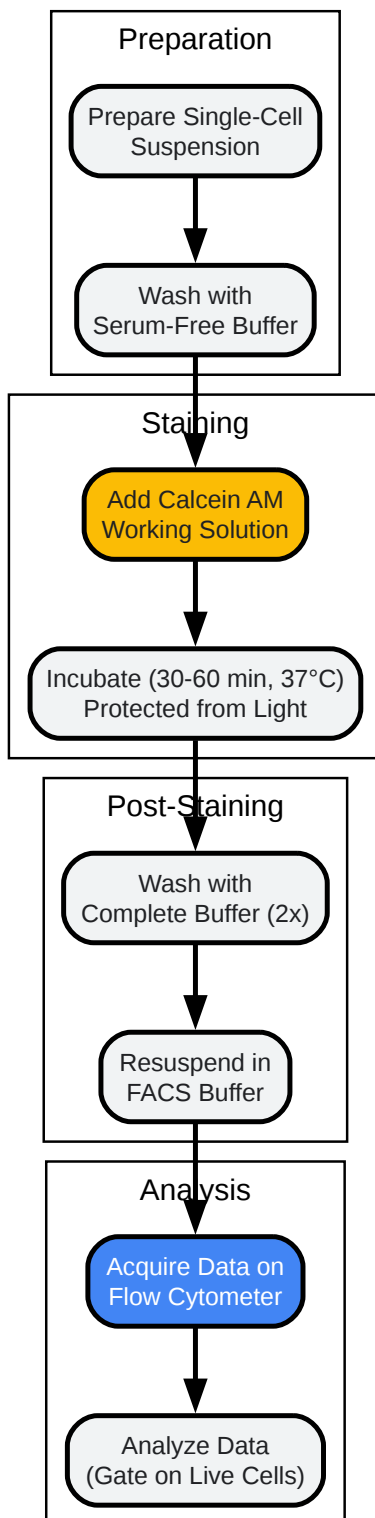 Preparation
Prepare Single-Cell
Suspension
Wash with
Serum-Free Buffer
Staining
Add Calcein AM
Working Solution
Incubate (30-60 min, 37°C)
Protected from Light
Post-Staining
Wash with
Complete Buffer (2x)
Resuspend in
FACS Buffer
Analysis
Acquire Data on
Flow Cytometer
Analyze Data
(Gate on Live Cells)